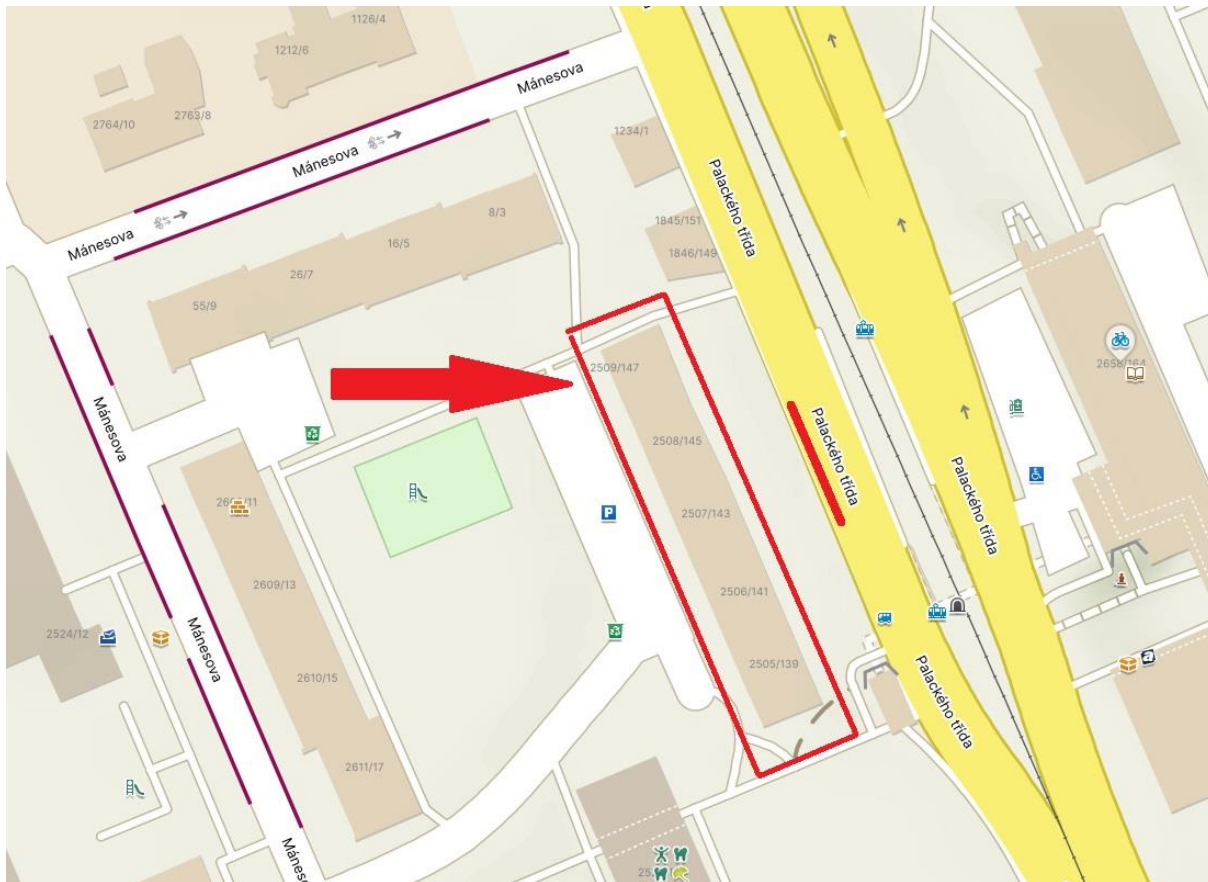 1126/4
1212/6
Mánesova
2764/10
2763/8
1234/1
Mánesova
Palackého třída
8/3
1845/151
16/5
1846/149
Mánesova
26/7
55/9
2509/147
2658/164
Mánesova
2508/145
Palackého třída
P
2507/143
Palackého třída
2609/13
2506/141
2524/12
Mánesova
2505/139
a
2610/15
Palackého třída
2611/17
Mánesova